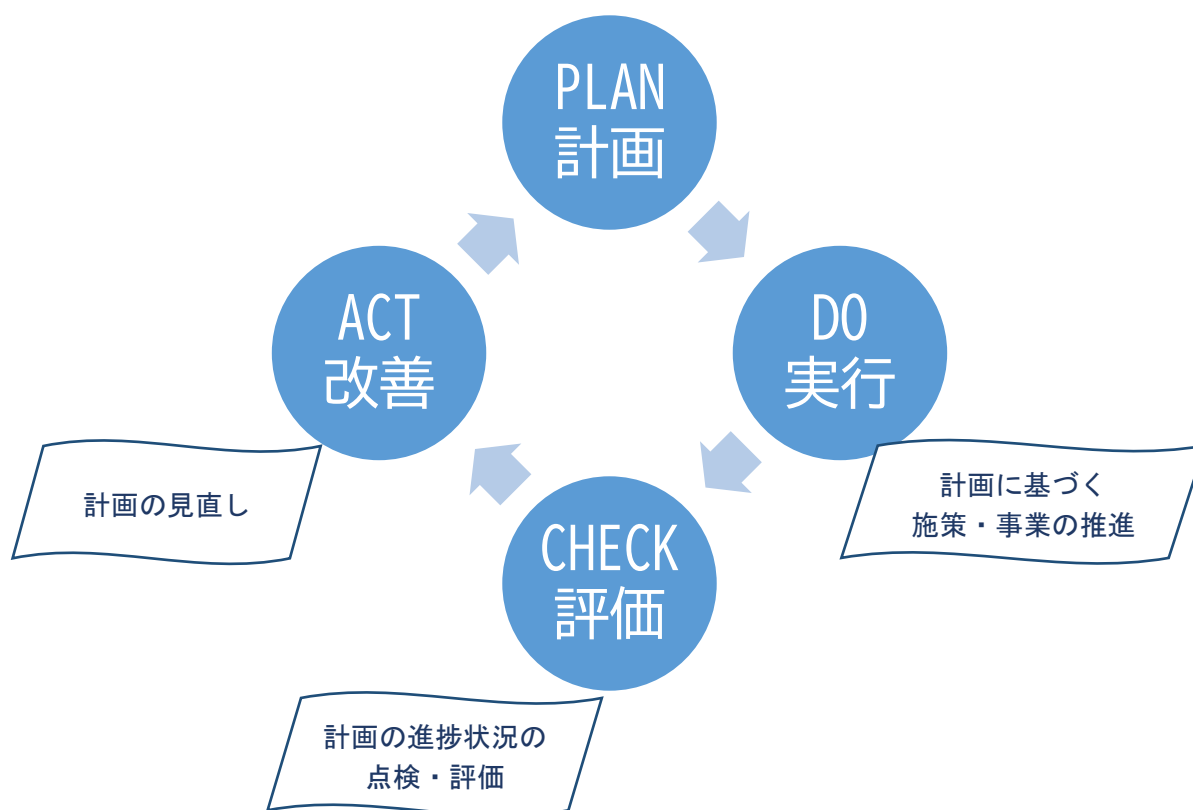 PLAN
計画
DO
実行
計画に基づく
施策・事業の推進
CHECK
評価
計画の進捗状況の
点検・評価
ACT
改善
計画の見直し